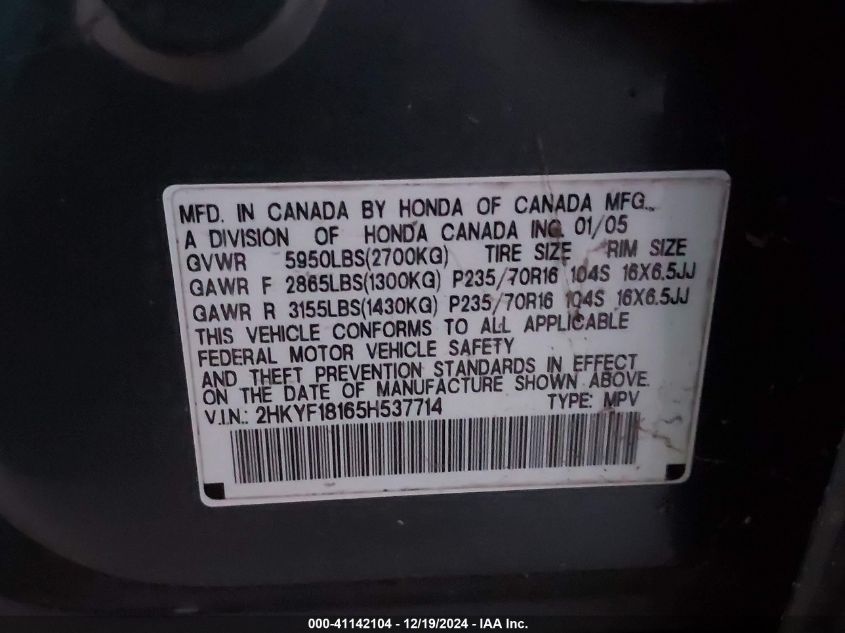 MFD. IN CANADA BY HONDA OF CANADA MFG.,
A DIVISION OF HONDA CANADA INC. 01/05
GVWR 5950LBS(2700KG) TIRE SIZE RIM SIZE
GAWR F 2865LBS(1300KG) P235/70R16 104S 16X6.5JJ
GAWR R 3155LBS(1430KG) P235/70R16 104S 16X6.5JJ
THIS VEHICLE CONFORMS TO ALL APPLICABLE
FEDERAL MOTOR VEHICLE SAFETY
AND THEFT PREVENTION STANDARDS IN EFFECT
ON THE DATE OF MANUFACTURE SHOWN ABOVE.
V.I.N.: 2HKYF18165H537714 TYPE: MPV
000-41142104 - 12/19/2024 - IAA Inc.